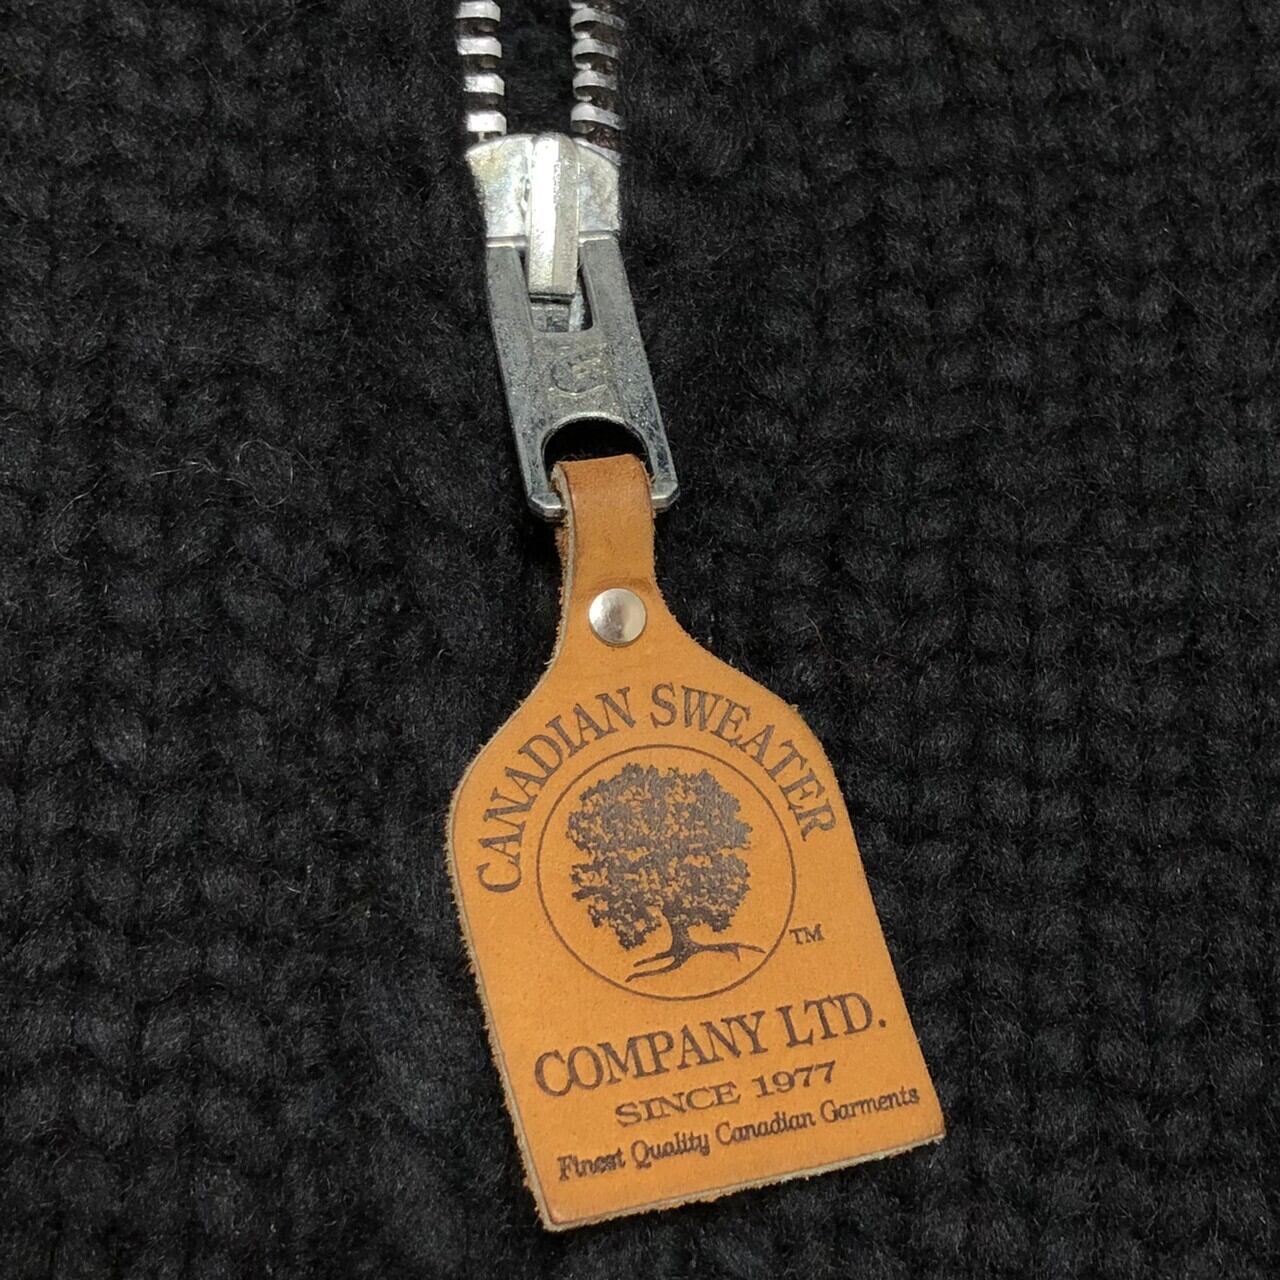 CANADIAN SWEATER
TM
COMPANY LTD.
SINCE 1977
Finest Quality Canadian Garments